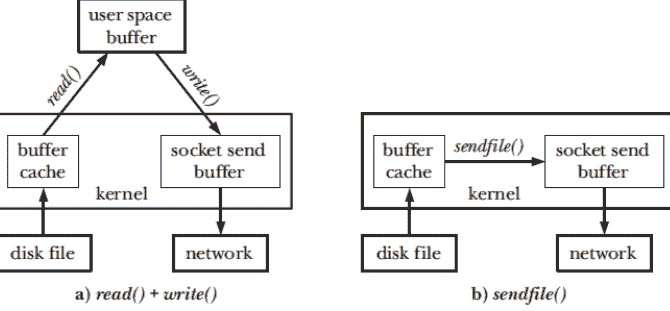 user space
buffer
read()
write()
buffer
cache
socket send
buffer
kernel
disk file
network
a) read() + write()
buffer
cache
sendfile()
socket send
buffer
kernel
disk file
network
b) sendfile()